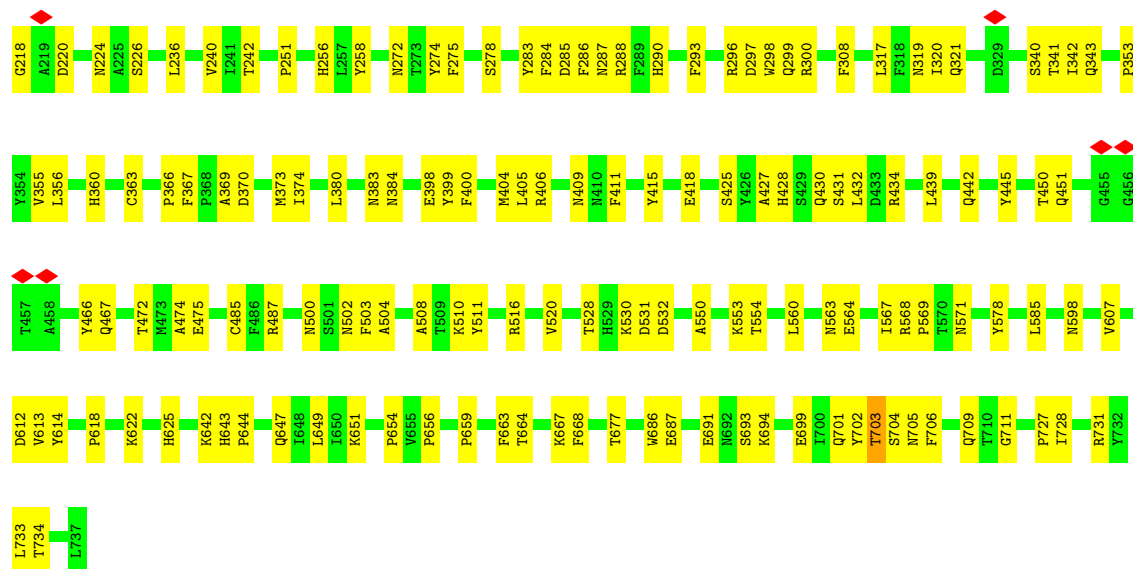 G218 A219 D220 N224 A225 S226 L236 V240 I241 T242 P251 H256 L257 Y258 N272 T273 Y274 F275 S278 Y283 F284 D285 F286 N287 R288 F289 H290 F293 R296 D297 W298 Q299 R300 F308 L317 F318 N319 I320 Q321 D329 S340 T341 I342 Q343 P353
Y354 V355 L356 H360 C363 P366 F367 P368 A369 D370 M373 I374 L380 N383 N384 E398 Y399 F400 M404 L405 R406 N409 N410 F411 Y415 E418 S425 Y426 A427 H428 S429 Q430 S431 L432 D433 R434 L439 Q442 Y445 T450 Q451 G455 G456
T457 A458 Y466 Q467 T472 M473 A474 E475 C485 F486 R487 N500 S501 N502 F503 A504 A508 T509 K510 Y511 R516 V520 T528 H529 K530 D531 D532 A550 K553 T554 L560 N563 E564 I567 R568 P569 T570 N571 Y578 L585 N598 V607
D612 V613 Y614 P618 K622 H625 K642 H643 P644 Q647 I648 L649 I650 K651 P654 V655 P656 P659 F663 T664 K667 F668 T677 W686 E687 E691 N692 S693 K694 E699 I700 Q701 Y702 T703 S704 N705 F706 Q709 T710 G711 P727 I728 R731 Y732
L733 T734 L737